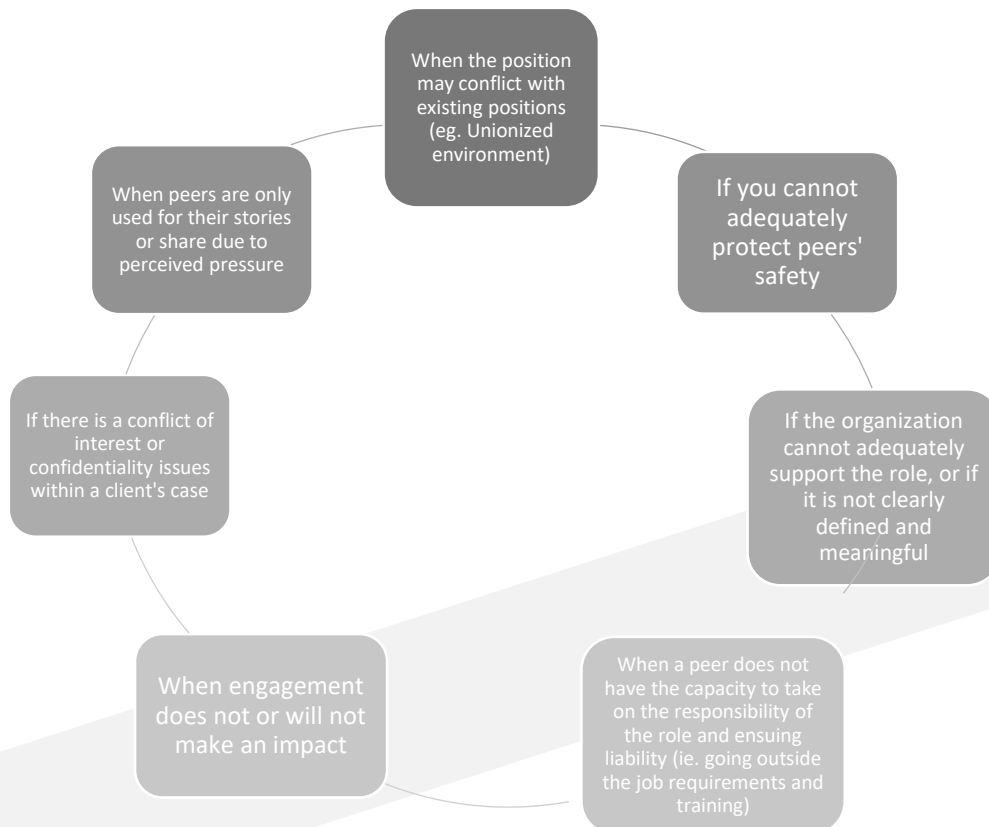 When the position
may conflict with
existing positions
(eg. Unionized
environment)
If you cannot
adequately
protect peers'
safety
If the organization
cannot adequately
support the role, or if
it is not clearly
defined and
meaningful
When a peer does not
have the capacity to take
on the responsibility of
the role and ensuing
liability (ie. going outside
the job requirements and
training)
When engagement
does not or will not
make an impact
If there is a conflict of
interest or
confidentiality issues
within a client's case
When peers are only
used for their stories
or share due to
perceived pressure